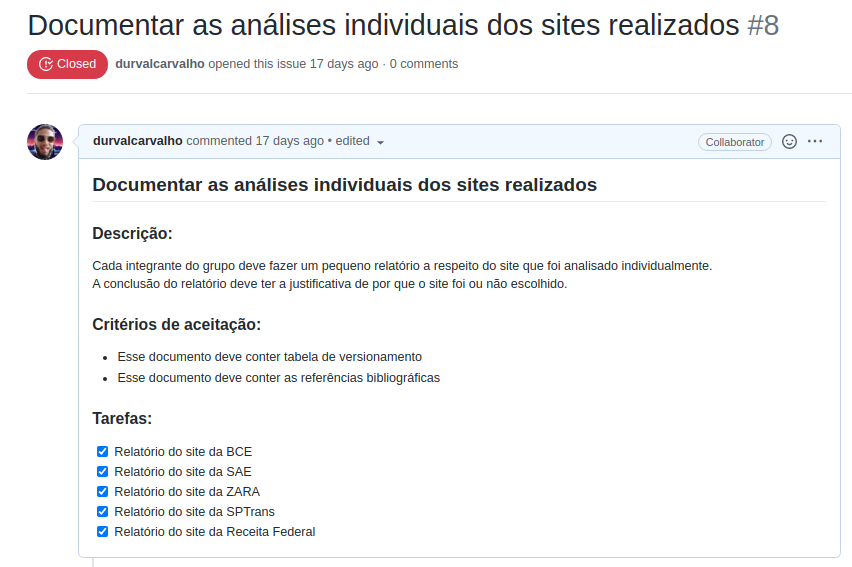 Documentar as análises individuais dos sites realizados #8
Closed durvalcarvalho opened this issue 17 days ago · 0 comments
durvalcarvalho commented 17 days ago • edited Collaborator
Documentar as análises individuais dos sites realizados
Descrição:
Cada integrante do grupo deve fazer um pequeno relatório a respeito do site que foi analisado individualmente.
A conclusão do relatório deve ter a justificativa de por que o site foi ou não escolhido.
Critérios de aceitação:
• Esse documento deve conter tabela de versionamento
• Esse documento deve conter as referências bibliográficas
Tarefas:
Relatório do site da BCE
Relatório do site da SAE
Relatório do site da ZARA
Relatório do site da SPTrans
Relatório do site da Receita Federal